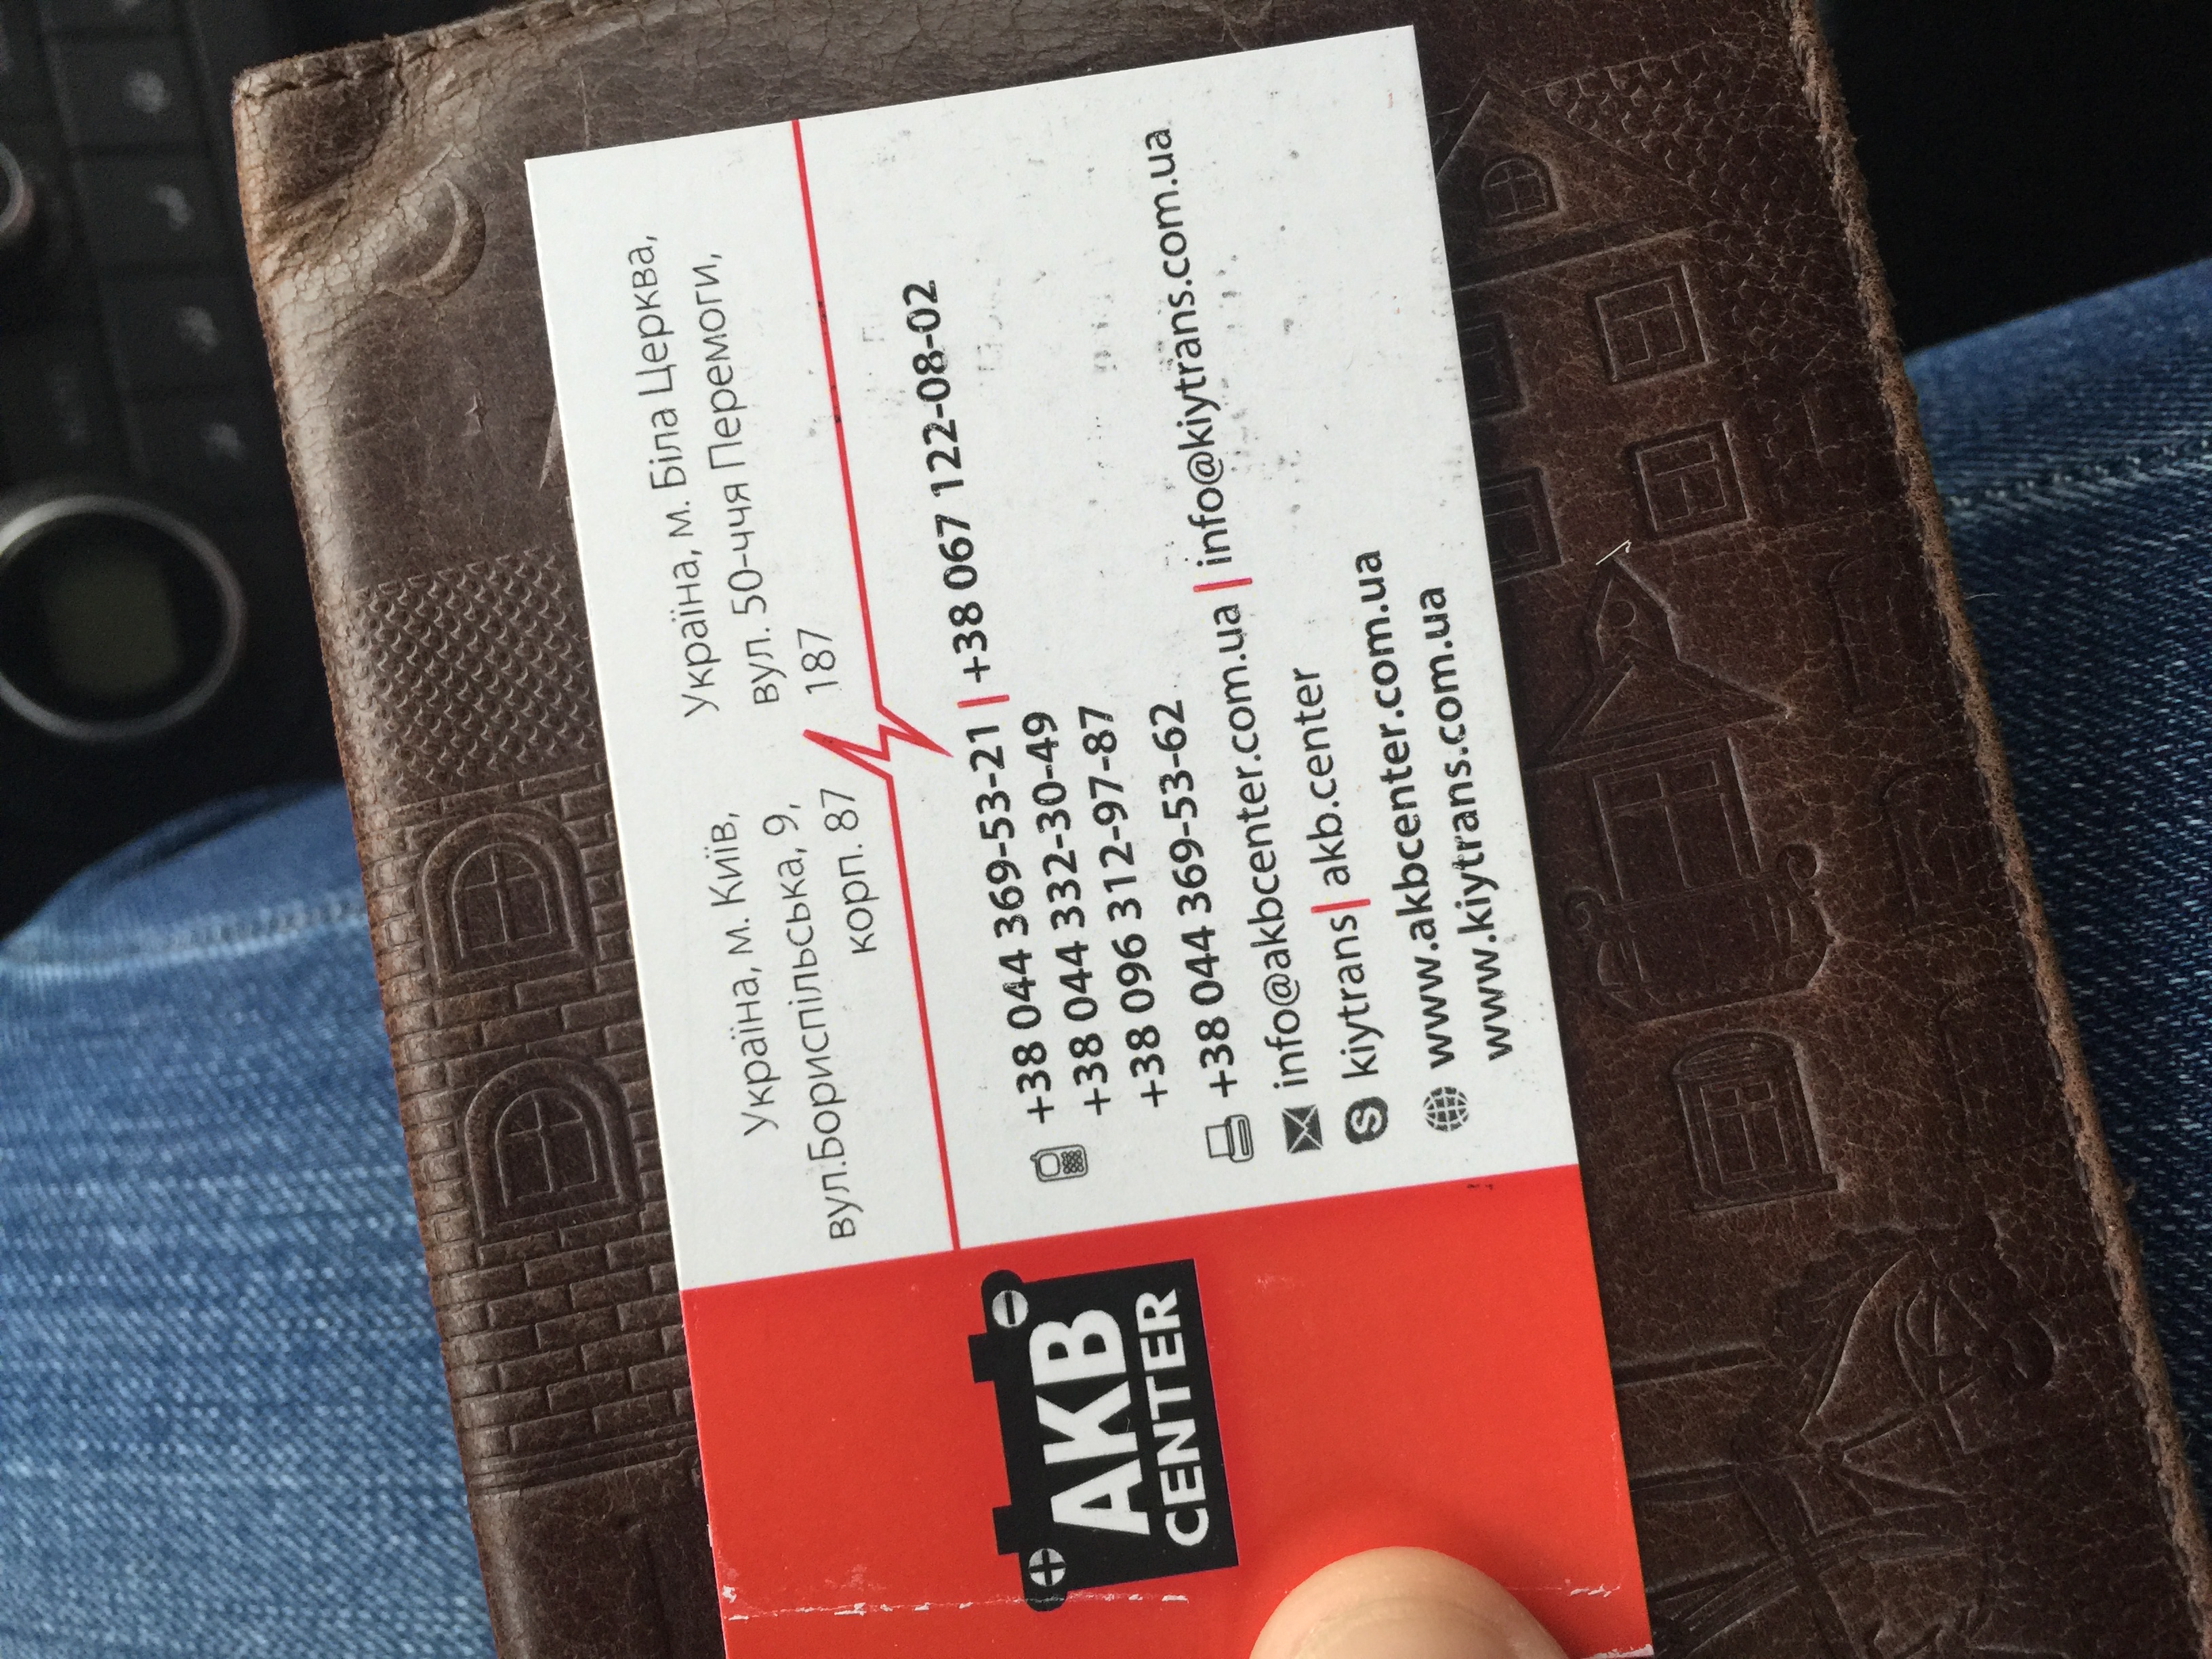 AKB
CENTER
Україна, м. Київ,
вул.Бориспільська, 9,
корп. 87
Україна, м. Біла Церква,
вул. 50-ччя Перемоги,
187
+38 044 369-53-21 | +38 067 122-08-02
+38 044 332-30-49
+38 096 312-97-87
+38 044 369-53-62
info@akbcenter.com.ua | info@kiytrans.com.ua
kiytrans | akb.center
www.akbcenter.com.ua
www.kiytrans.com.ua